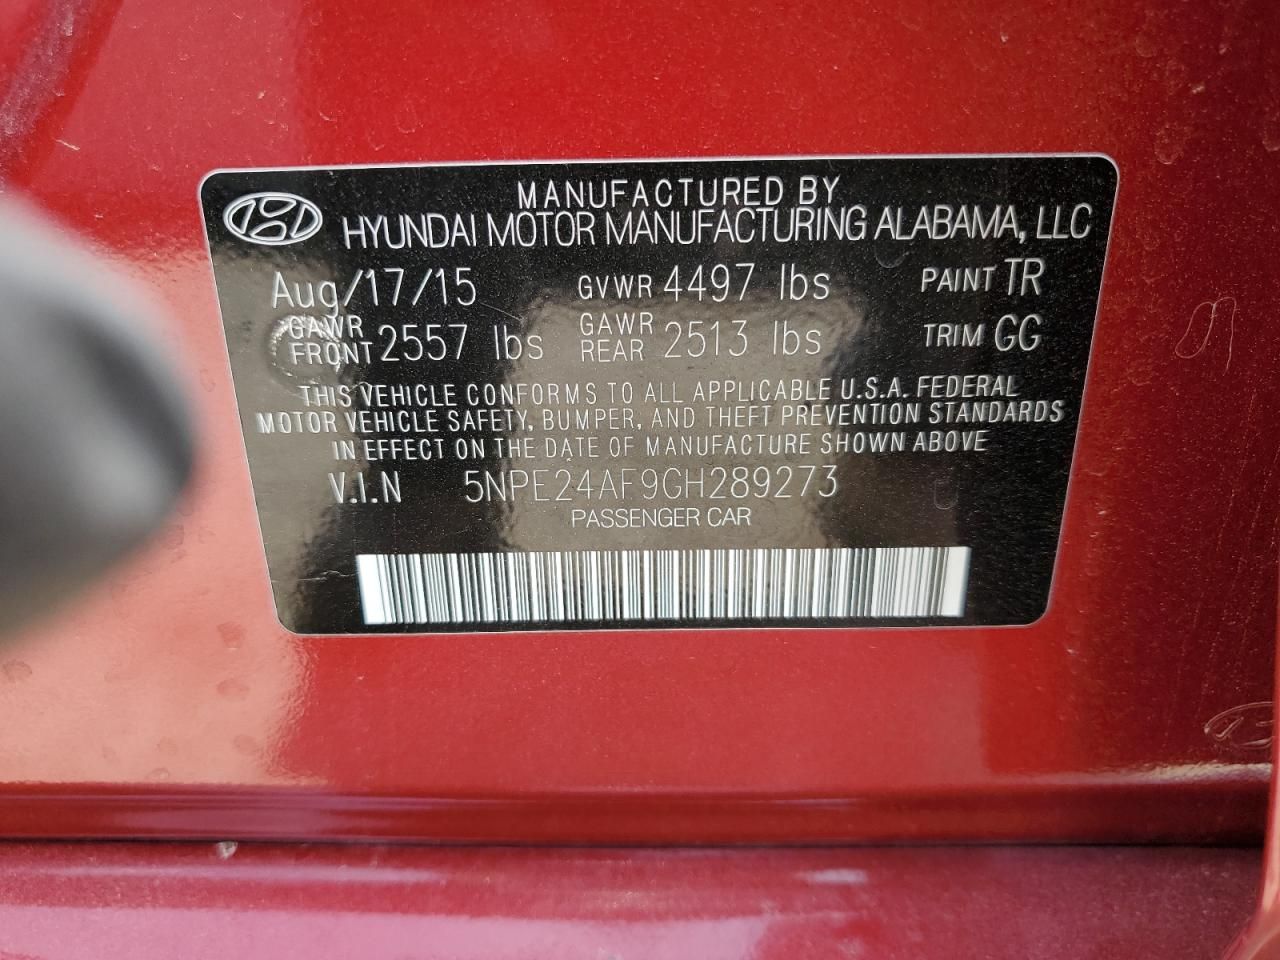 MANUFACTURED BY
HYUNDAI MOTOR MANUFACTURING ALABAMA, LLC
Aug/17/15 GVWR 4497 lbs PAINT TR
GAWR FRONT 2557 lbs GAWR REAR 2513 lbs TRIM GG
THIS VEHICLE CONFORMS TO ALL APPLICABLE U.S.A. FEDERAL
MOTOR VEHICLE SAFETY, BUMPER, AND THEFT PREVENTION STANDARDS
IN EFFECT ON THE DATE OF MANUFACTURE SHOWN ABOVE
V.I.N 5NPE24AF9GH289273
PASSENGER CAR